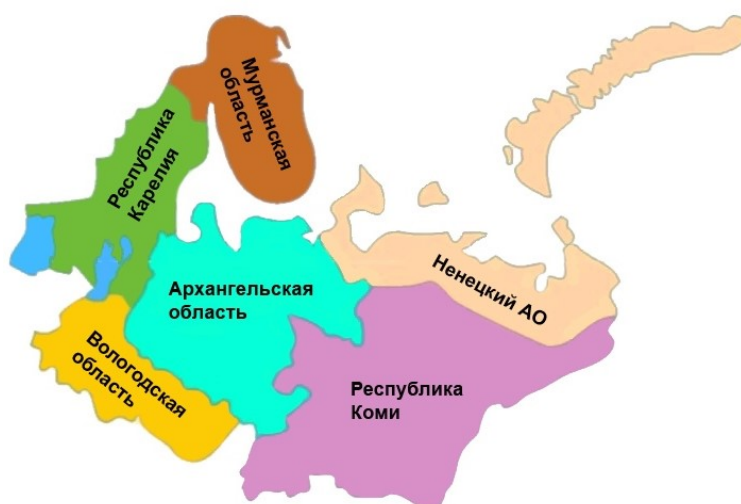 Мурманская
область
Республика
Карелия
Ненецкий АО
Архангельская
область
Вологодская
область
Республика
Коми